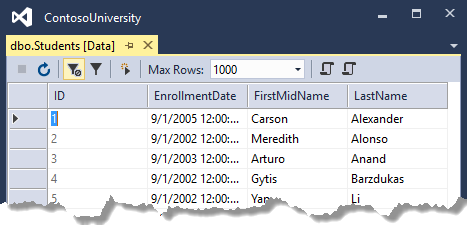 ContosoUniversity
dbo.Students [Data]
Max Rows: 1000
ID EnrollmentDate FirstMidName LastName
1 9/1/2005 12:00:... Carson Alexander
2 9/1/2002 12:00:... Meredith Alonso
3 9/1/2003 12:00:... Arturo Anand
4 9/1/2002 12:00:... Gytis Barzdukas
5 9/1/2002 12:00:... Li